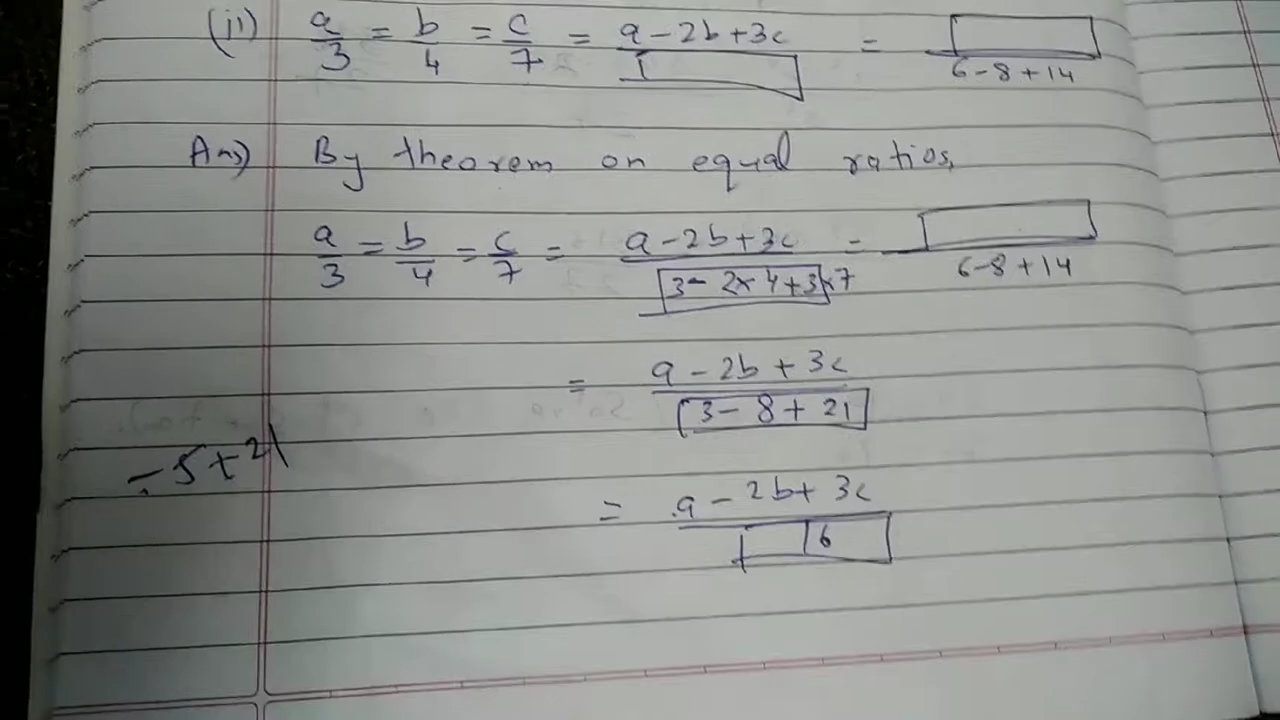 (ii) a/3 = b/4 = c/7 = a-2b+3c/▭ = ▭/6-8+14
Ans) By theorem on equal ratios,
a/3 = b/4 = c/7 = a-2b+3c/3-2×4+3×7 = ▭/6-8+14
= a-2b+3c/3-8+21
-5+21
= a-2b+3c/16